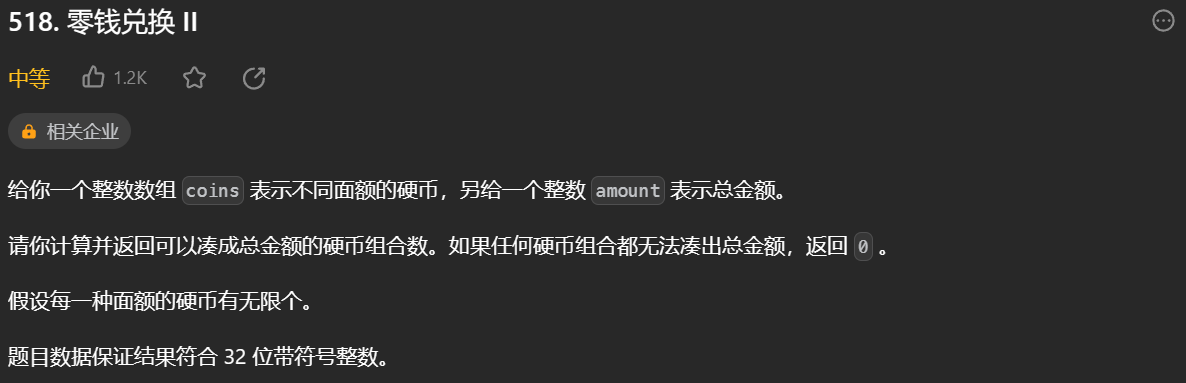 518. 零钱兑换 II
中等 1.2K
相关企业
给你一个整数数组 coins 表示不同面额的硬币，另给一个整数 amount 表示总金额。
请你计算并返回可以凑成总金额的硬币组合数。如果任何硬币组合都无法凑出总金额，返回 0 。
假设每一种面额的硬币有无限个。
题目数据保证结果符合 32 位带符号整数。